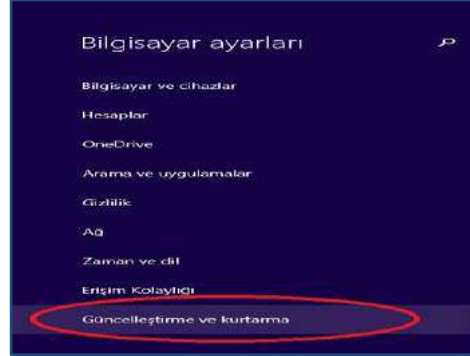 Bilgisayar ayarları
Bilgisayar ve cihazlar
Hesaplar
OneDrive
Arama ve uygulamalar
Gizlilik
Ağ
Zaman ve dil
Erişim Kolaylığı
Güncelleştirme ve kurtarma